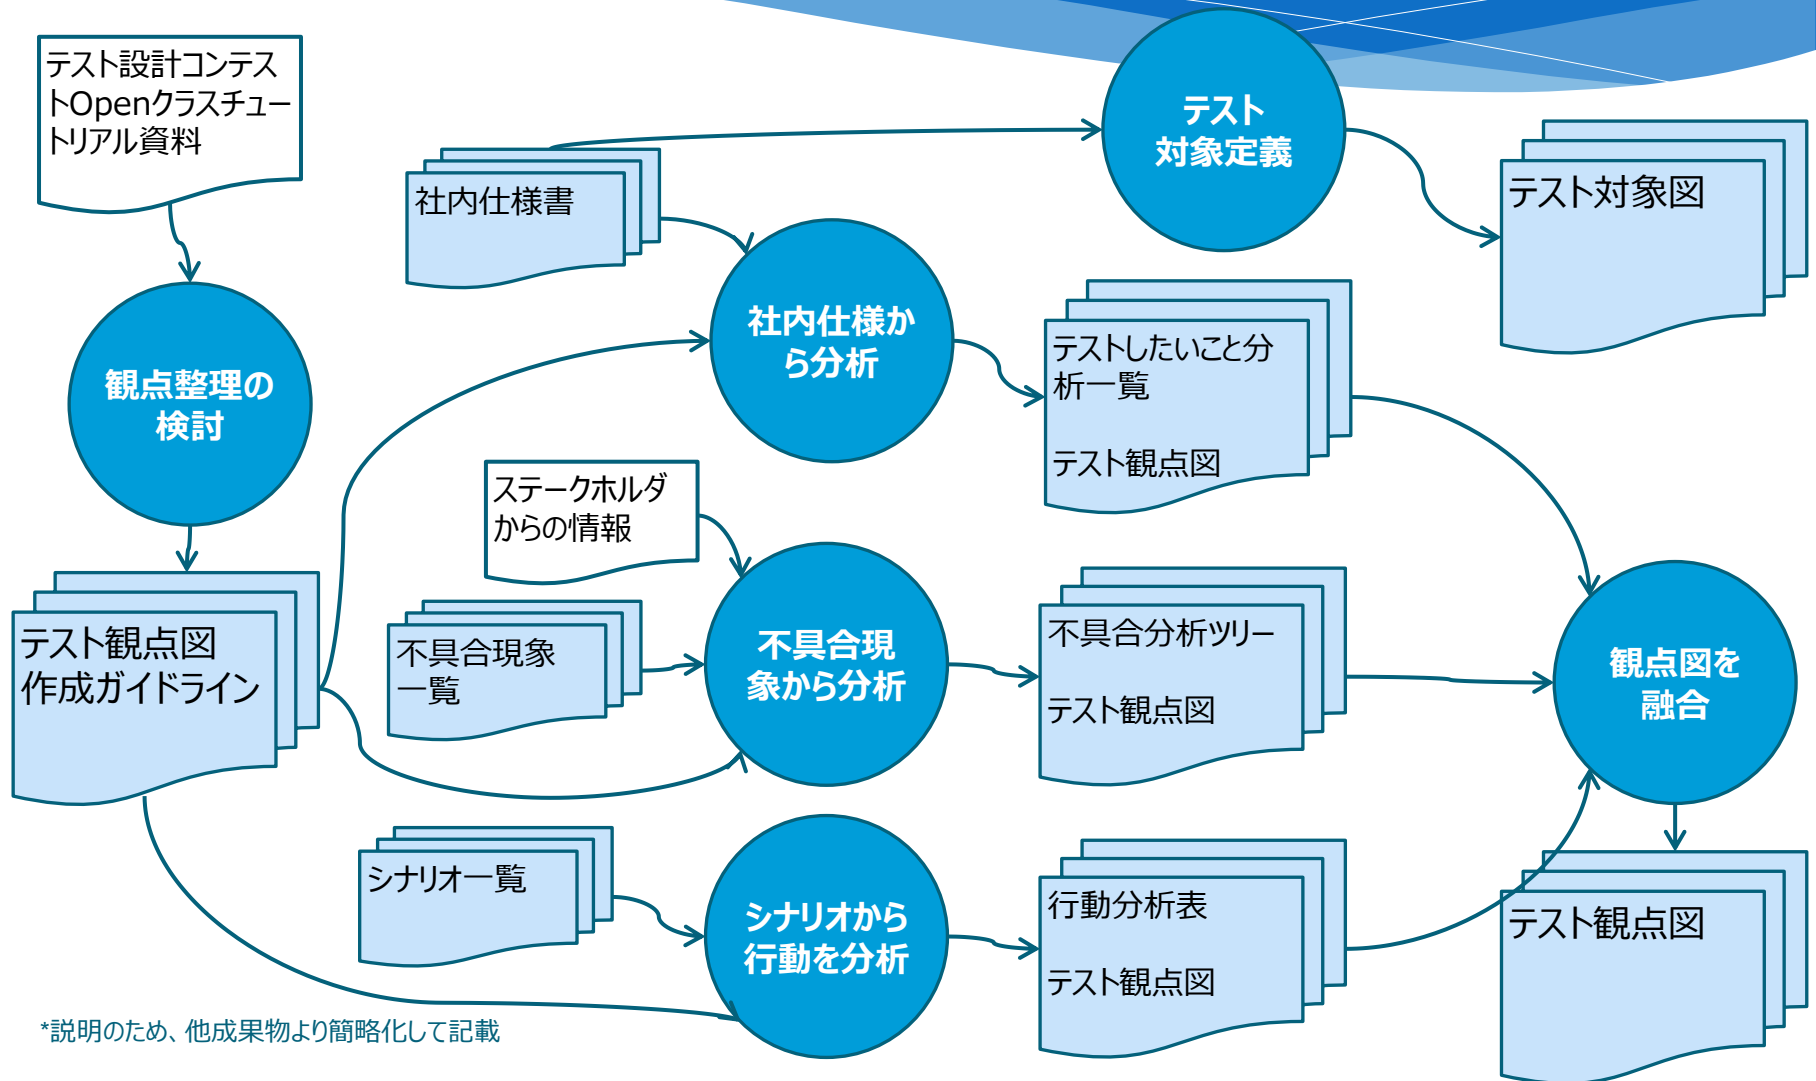 テスト設計コンテス
トOpenクラスチュー
トリアル資料
社内仕様書
テスト
対象定義
テスト対象図
観点整理の
検討
社内仕様か
ら分析
テストしたいこと分
析一覧
テスト観点図
ステークホルダ
からの情報
テスト観点図
作成ガイドライン
不具合現象
一覧
不具合現
象から分析
不具合分析ツリー
テスト観点図
観点図を
融合
シナリオ一覧
シナリオから
行動を分析
行動分析表
テスト観点図
テスト観点図
*説明のため、他成果物より簡略化して記載